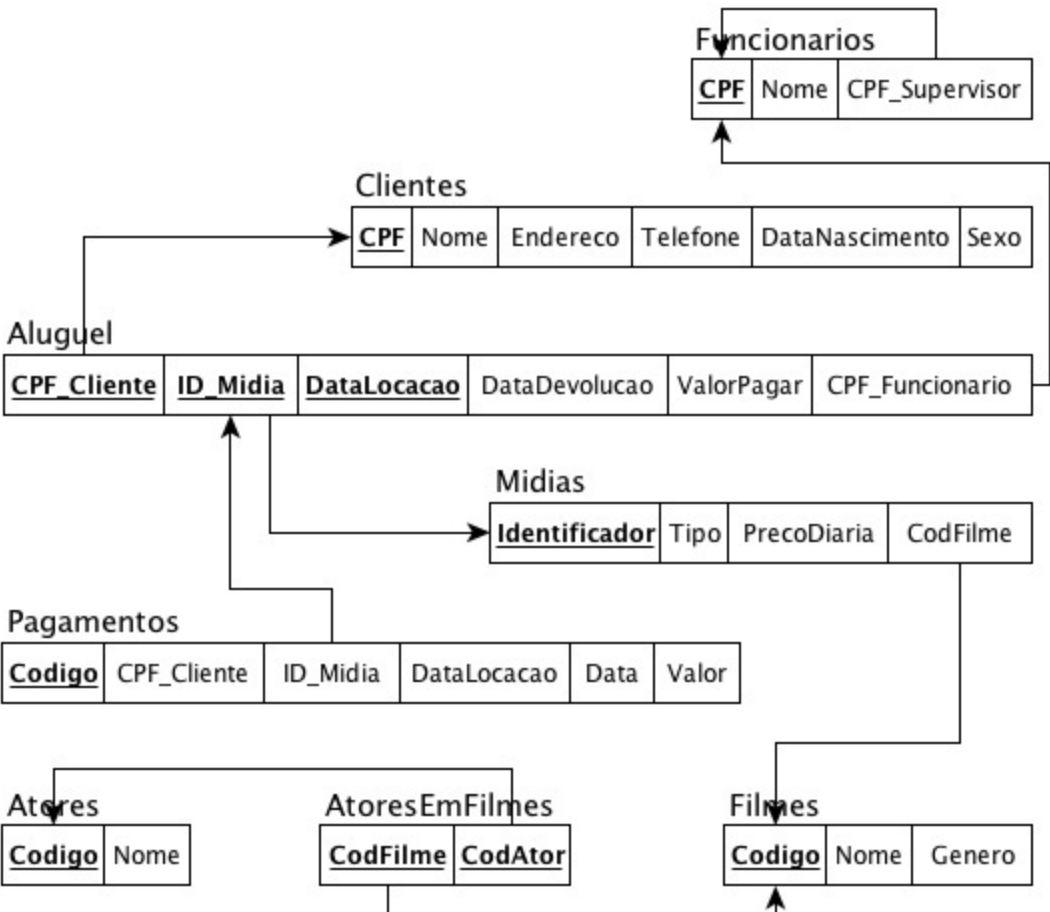 Funcionarios
CPF Nome CPF_Supervisor
Clientes
CPF Nome Endereco Telefone DataNascimento Sexo
Aluguel
CPF_Cliente ID_Midia DataLocacao DataDevolucao ValorPagar CPF_Funcionario
Midias
Identificador Tipo PrecoDiaria CodFilme
Pagamentos
Codigo CPF_Cliente ID_Midia DataLocacao Data Valor
Atores AtoresEmFilmes Filmes
Codigo Nome CodFilme CodAtor Codigo Nome Genero